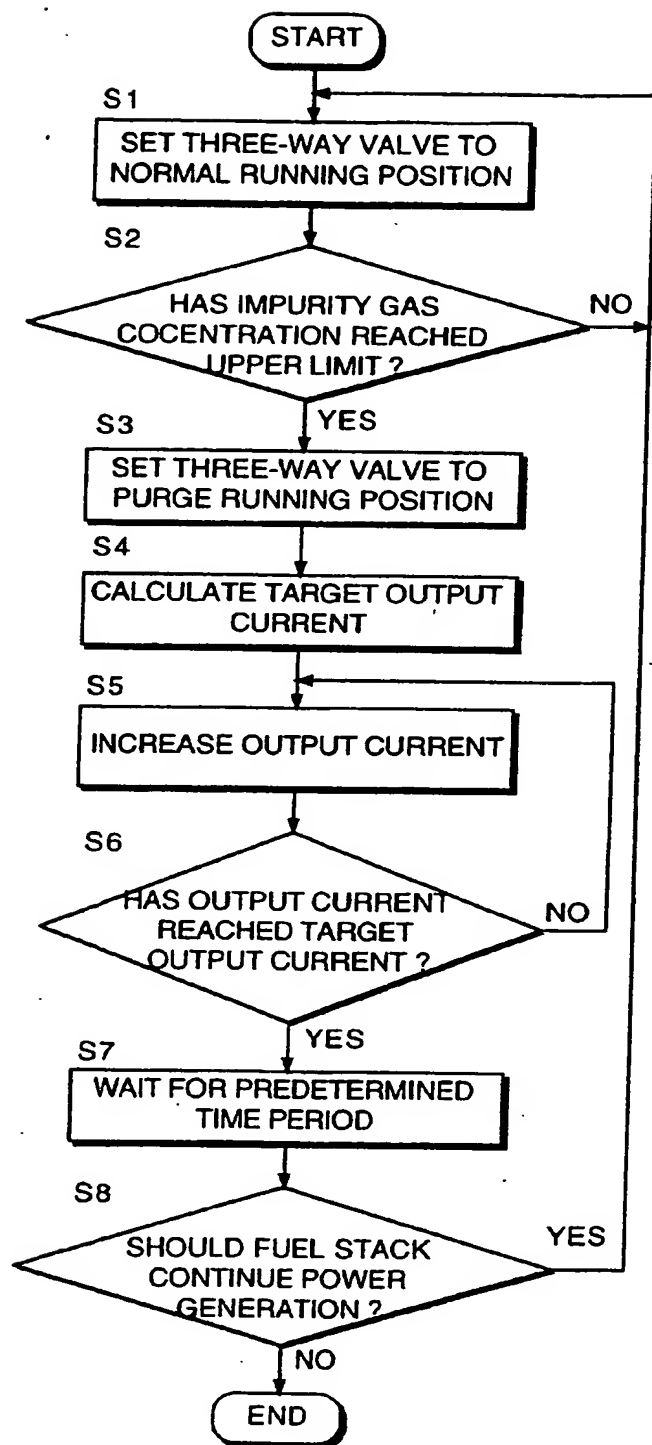 START
S1
SET THREE-WAY VALVE TO
NORMAL RUNNING POSITION
S2
HAS IMPURITY GAS
COCENTRATION REACHED
UPPER LIMIT ?
NO
YES
S3
SET THREE-WAY VALVE TO
PURGE RUNNING POSITION
S4
CALCULATE TARGET OUTPUT
CURRENT
S5
INCREASE OUTPUT CURRENT
S6
HAS OUTPUT CURRENT
REACHED TARGET
OUTPUT CURRENT ?
NO
YES
S7
WAIT FOR PREDETERMINED
TIME PERIOD
S8
SHOULD FUEL STACK
CONTINUE POWER
GENERATION ?
YES
NO
END